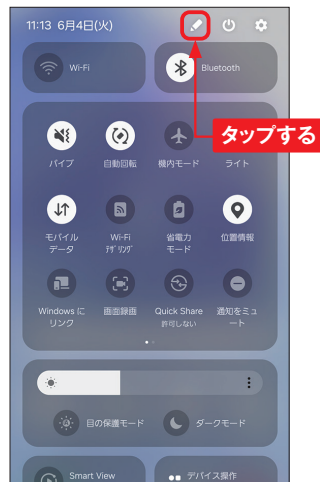 11:13 6月4日(火)
Wi-Fi
Bluetooth
タップする
バイブ
自動回転
機内モード
ライト
モバイル
データ
Wi-Fi
テザリング
省電力
モード
位置情報
Windows に
リンク
画面録画
Quick Share
許可しない
通知をミュ
ート
目の保護モード
ダークモード
Smart View
デバイス操作